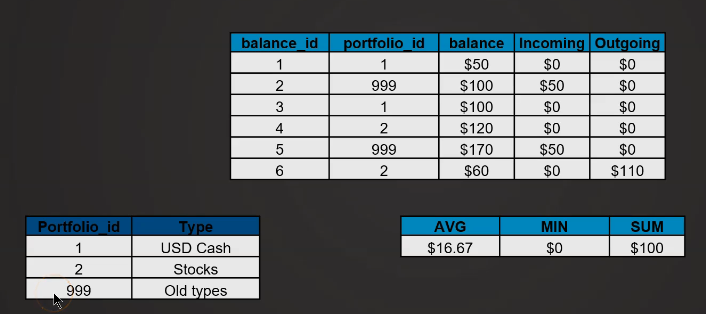 balance_id portfolio_id balance Incoming Outgoing
1 1 $50 $0 $0
2 999 $100 $50 $0
3 1 $100 $0 $0
4 2 $120 $0 $0
5 999 $170 $50 $0
6 2 $60 $0 $110
Portfolio_id Type
1 USD Cash
2 Stocks
999 Old types
AVG MIN SUM
$16.67 $0 $100